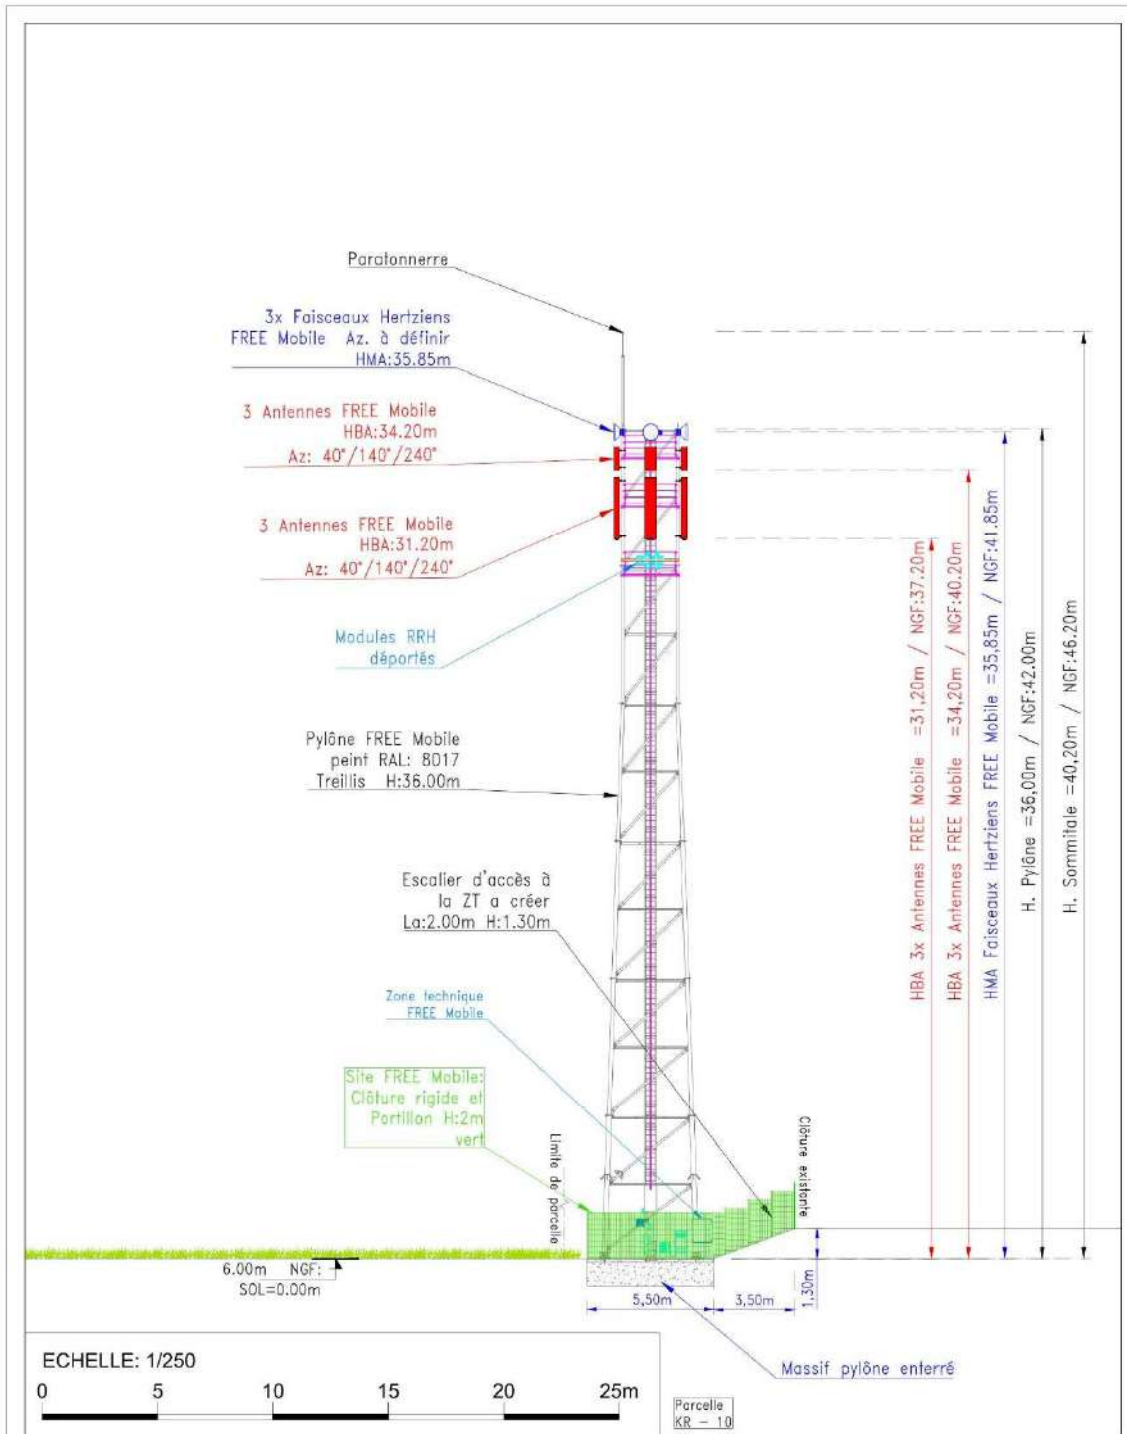 Paratonnerre
3x Faisceaux Hertziens
FREE Mobile Az. à définir
HMA:35.85m
3 Antennes FREE Mobile
HBA:34.20m
Az: 40°/140°/240°
3 Antennes FREE Mobile
HBA:31.20m
Az: 40°/140°/240°
Modules RRH
déportés
Pylône FREE Mobile
peint RAL: 8017
Treillis H:36.00m
Escalier d'accès à
la ZT a créer
La:2.00m H:1.30m
Zone technique
FREE Mobile
Site FREE Mobile:
Clôture rigide et
Portillon H:2m
vert
Limite de parcelle
Clôture existante
HBA 3x Antennes FREE Mobile =31,20m / NGF:37.20m
HBA 3x Antennes FREE Mobile =34,20m / NGF:40.20m
HMA Faisceaux Hertziens FREE Mobile =35,85m / NGF:41.85m
H. Pylône =36,00m / NGF:42.00m
H. Sommitale =40,20m / NGF:46.20m
6.00m NGF:
SOL=0.00m
5,50m
3,50m
1,30m
Massif pylône enterré
ECHELLE: 1/250
0 5 10 15 20 25m
Parcelle
KR - 10